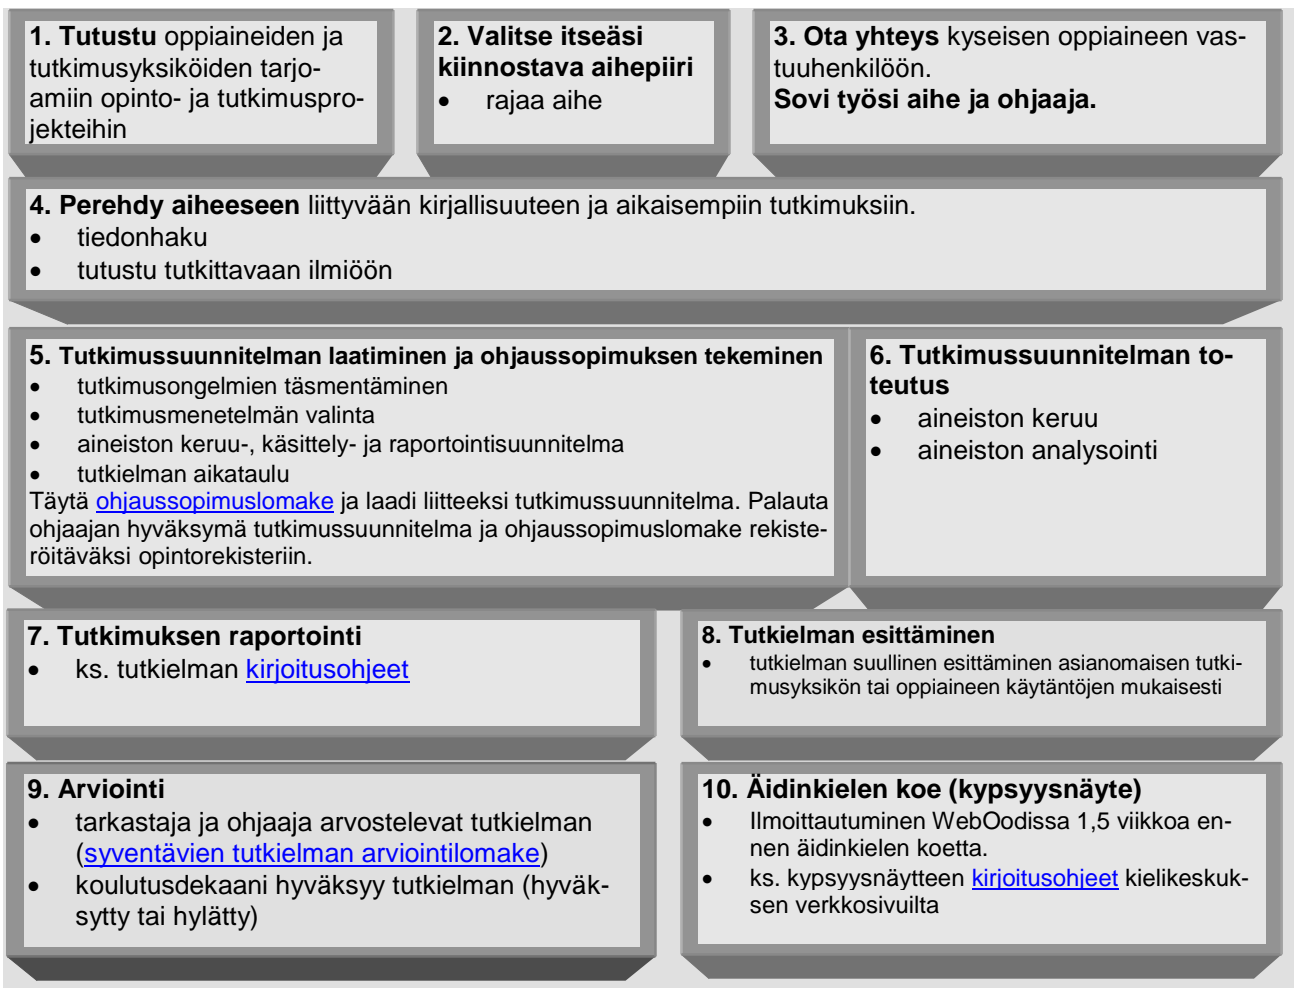 1. Tutustu oppiaineiden ja
tutkimusyksiköiden tarjo-
amiin opinto- ja tutkimuspro-
jekteihin
2. Valitse itseäsi
kiinnostava aihepiiri
• rajaa aihe
3. Ota yhteys kyseisen oppiaineen vas-
tuuhenkilöön.
Sovi työsi aihe ja ohjaaja.
4. Perehdy aiheeseen liittyvään kirjallisuuteen ja aikaisempiin tutkimuksiin.
• tiedonhaku
• tutustu tutkittavaan ilmiöön
5. Tutkimussuunnitelman laatiminen ja ohjaussopimuksen tekeminen
• tutkimusongelmien täsmentäminen
• tutkimusmenetelmän valinta
• aineiston keruu-, käsittely- ja raportointisuunnitelma
• tutkielman aikataulu
Täytä ohjaussopimuslomake ja laadi liitteeksi tutkimussuunnitelma. Palauta
ohjaajan hyväksymä tutkimussuunnitelma ja ohjaussopimuslomake rekiste-
röitäväksi opintorekisteriin.
6. Tutkimussuunnitelman to-
teutus
• aineiston keruu
• aineiston analysointi
7. Tutkimuksen raportointi
• ks. tutkielman kirjoitusohjeet
8. Tutkielman esittäminen
• tutkielman suullinen esittäminen asianomaisen tutki-
musyksikön tai oppiaineen käytäntöjen mukaisesti
9. Arviointi
• tarkastaja ja ohjaaja arvostelevat tutkielman
(syventävien tutkielman arviointilomake)
• koulutusdekaani hyväksyy tutkielman (hyväk-
sytty tai hylätty)
10. Äidinkielen koe (kypsyysnäyte)
• Ilmoittautuminen WebOodissa 1,5 viikkoa en-
nen äidinkielen koetta.
• ks. kypsyysnäytteen kirjoitusohjeet kielikeskuk-
sen verkkosivuilta